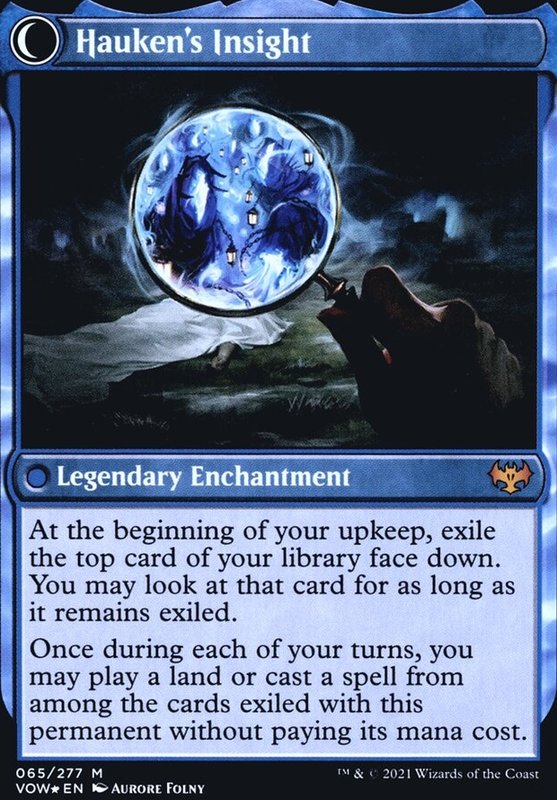 Hauken's Insight
Legendary Enchantment
At the beginning of your upkeep, exile
the top card of your library face down.
You may look at that card for as long as
it remains exiled.
Once during each of your turns, you
may play a land or cast a spell from
among the cards exiled with this
permanent without paying its mana cost.
065/277 M
VOW★EN AURORE FOLNY
™ & © 2021 Wizards of the Coast